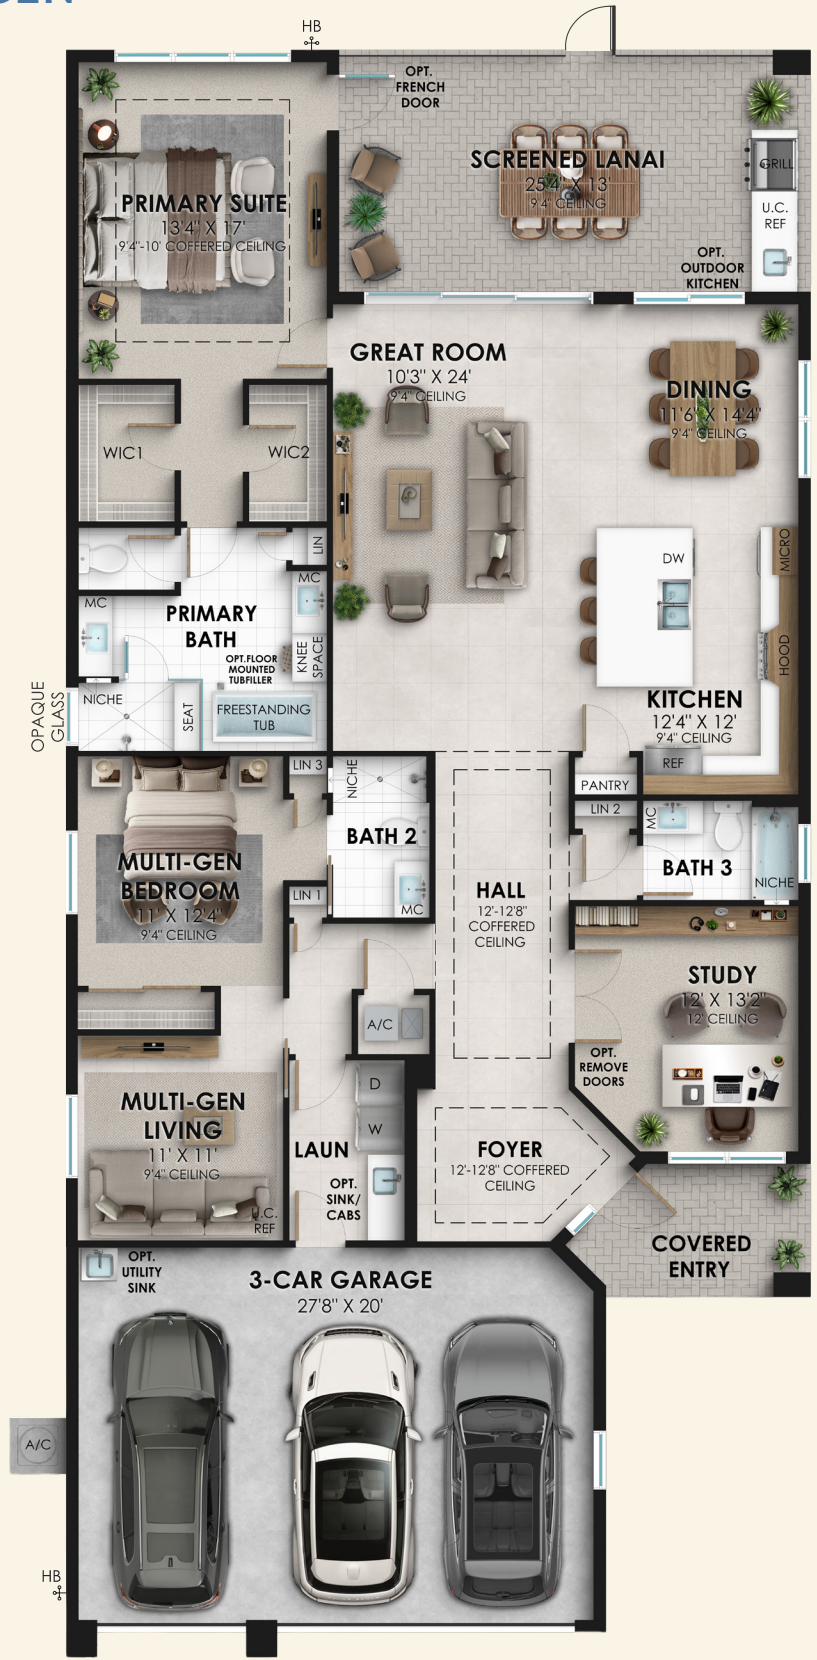 HB
OPT.
FRENCH
DOOR
SCREENED LANAI
25'4" X 13'
9'4" CEILING
GRILL
U.C.
REF
OPT.
OUTDOOR
KITCHEN
PRIMARY SUITE
13'4" X 17'
9'4"-10' COFFERED CEILING
GREAT ROOM
10'3" X 24'
9'4" CEILING
DINING
11'6" X 14'4"
9'4" CEILING
WIC1
WIC2
LIN
MC
MC
PRIMARY
BATH
OPT.FLOOR
MOUNTED
TUBFILLER
KNEE
SPACE
NICHE
SEAT
FREESTANDING
TUB
OPAQUE
GLASS
DW
MICRO
HOOD
KITCHEN
12'4" X 12'
9'4" CEILING
REF
PANTRY
LIN 3
NICHE
BATH 2
MC
LIN 2
MC
BATH 3
NICHE
MULTI-GEN
BEDROOM
11' X 12'4"
9'4" CEILING
LIN 1
HALL
12'-12'8"
COFFERED
CEILING
STUDY
12' X 13'2"
12' CEILING
A/C
OPT.
REMOVE
DOORS
MULTI-GEN
LIVING
11' X 11'
9'4" CEILING
U.C.
REF
D
W
LAUN
OPT.
SINK/
CABS
FOYER
12'-12'8" COFFERED
CEILING
COVERED
ENTRY
OPT.
UTILITY
SINK
3-CAR GARAGE
27'8" X 20'
A/C
HB